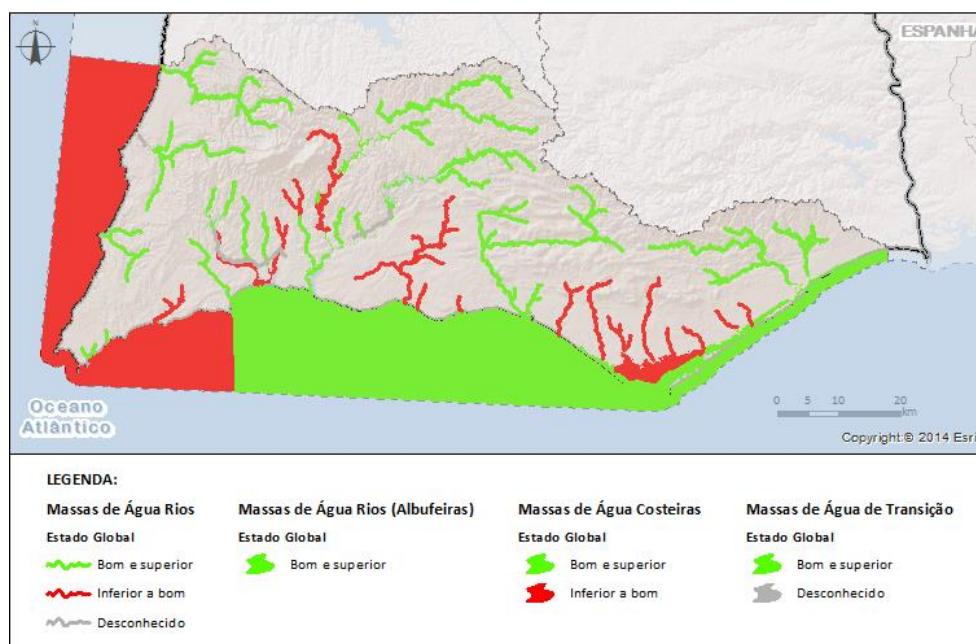 N
ESPANHA
Oceano
Atlântico
0 5 10 20
km
Copyright:© 2014 Esri
LEGENDA:
Massas de Água Rios
Estado Global
Bom e superior
Inferior a bom
Desconhecido
Massas de Água Rios (Albufeiras)
Estado Global
Bom e superior
Massas de Água Costeiras
Estado Global
Bom e superior
Inferior a bom
Massas de Água de Transição
Estado Global
Bom e superior
Desconhecido